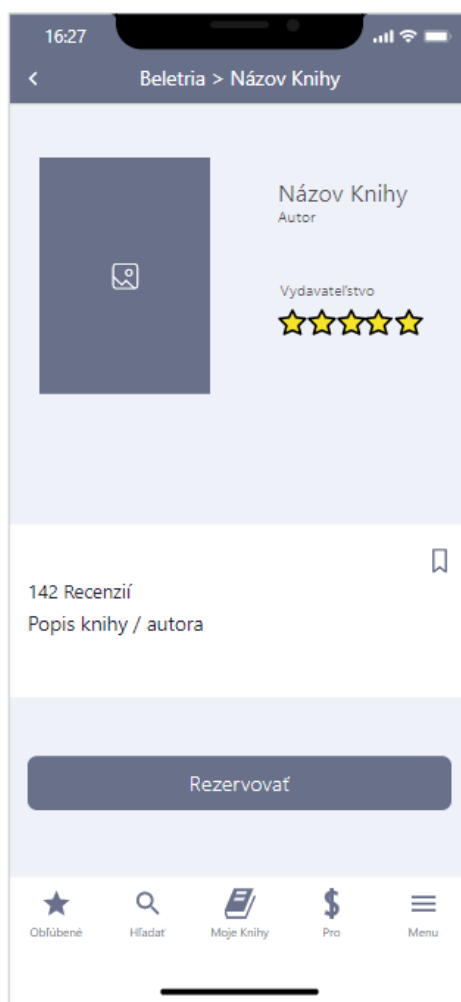 16:27
Beletria > Názov Knihy
Názov Knihy
Autor
Vydavateľstvo
142 Recenzií
Popis knihy / autora
Rezervovať
Obľúbené
Hľadať
Moje Knihy
Pro
Menu